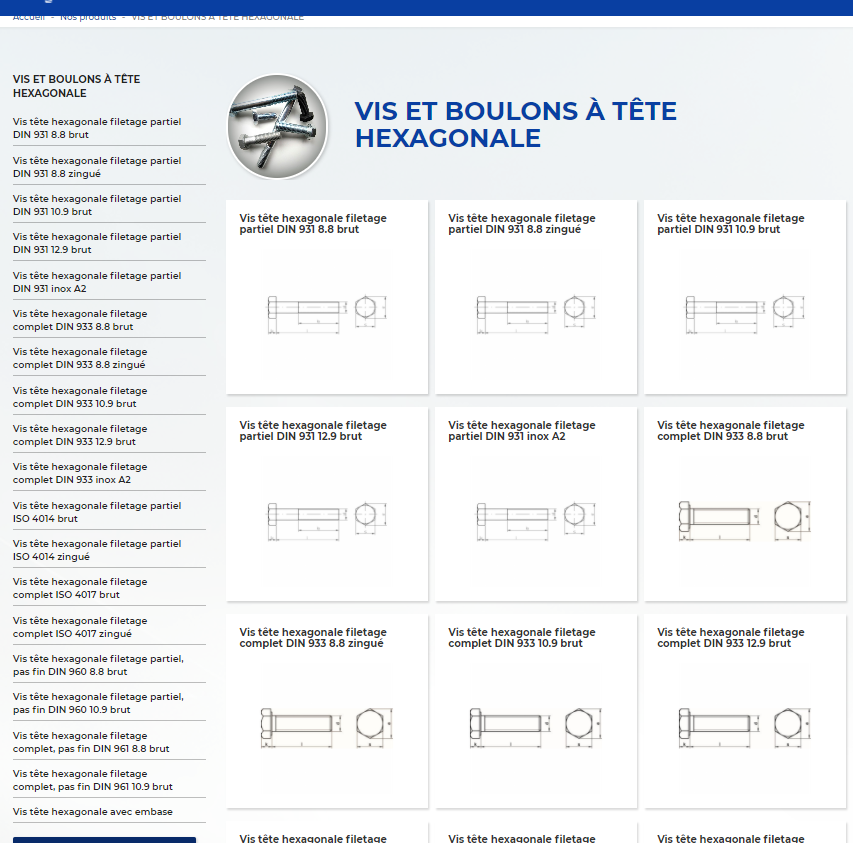 Accueil - Nos produits - VIS ET BOULONS À TÊTE HEXAGONALE
VIS ET BOULONS À TÊTE
HEXAGONALE
Vis tête hexagonale filetage partiel
DIN 931 8.8 brut
Vis tête hexagonale filetage partiel
DIN 931 8.8 zingué
Vis tête hexagonale filetage partiel
DIN 931 10.9 brut
Vis tête hexagonale filetage partiel
DIN 931 12.9 brut
Vis tête hexagonale filetage partiel
DIN 931 inox A2
Vis tête hexagonale filetage
complet DIN 933 8.8 brut
Vis tête hexagonale filetage
complet DIN 933 8.8 zingué
Vis tête hexagonale filetage
complet DIN 933 10.9 brut
Vis tête hexagonale filetage
complet DIN 933 12.9 brut
Vis tête hexagonale filetage
complet DIN 933 inox A2
Vis tête hexagonale filetage partiel
ISO 4014 brut
Vis tête hexagonale filetage partiel
ISO 4014 zingué
Vis tête hexagonale filetage
complet ISO 4017 brut
Vis tête hexagonale filetage
complet ISO 4017 zingué
Vis tête hexagonale filetage partiel,
pas fin DIN 960 8.8 brut
Vis tête hexagonale filetage partiel,
pas fin DIN 960 10.9 brut
Vis tête hexagonale filetage
complet, pas fin DIN 961 8.8 brut
Vis tête hexagonale filetage
complet, pas fin DIN 961 10.9 brut
Vis tête hexagonale avec embase
VIS ET BOULONS À TÊTE
HEXAGONALE
Vis tête hexagonale filetage
partiel DIN 931 8.8 brut
Vis tête hexagonale filetage
partiel DIN 931 8.8 zingué
Vis tête hexagonale filetage
partiel DIN 931 10.9 brut
Vis tête hexagonale filetage
partiel DIN 931 12.9 brut
Vis tête hexagonale filetage
partiel DIN 931 inox A2
Vis tête hexagonale filetage
complet DIN 933 8.8 brut
Vis tête hexagonale filetage
complet DIN 933 8.8 zingué
Vis tête hexagonale filetage
complet DIN 933 10.9 brut
Vis tête hexagonale filetage
complet DIN 933 12.9 brut
Vis tête hexagonale filetage
Vis tête hexagonale filetage
Vis tête hexagonale filetage